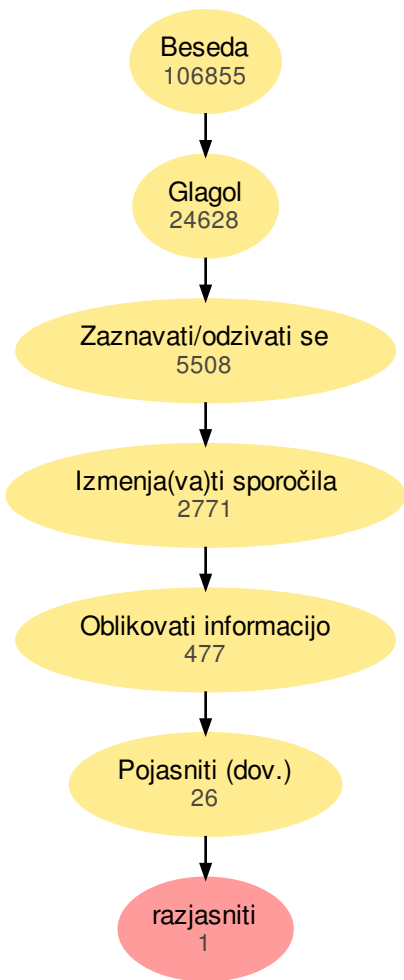 Beseda
106855
Glagol
24628
Zaznavati/odzivati se
5508
Izmenja(va)ti sporočila
2771
Oblikovati informacijo
477
Pojasniti (dov.)
26
razjasniti
1